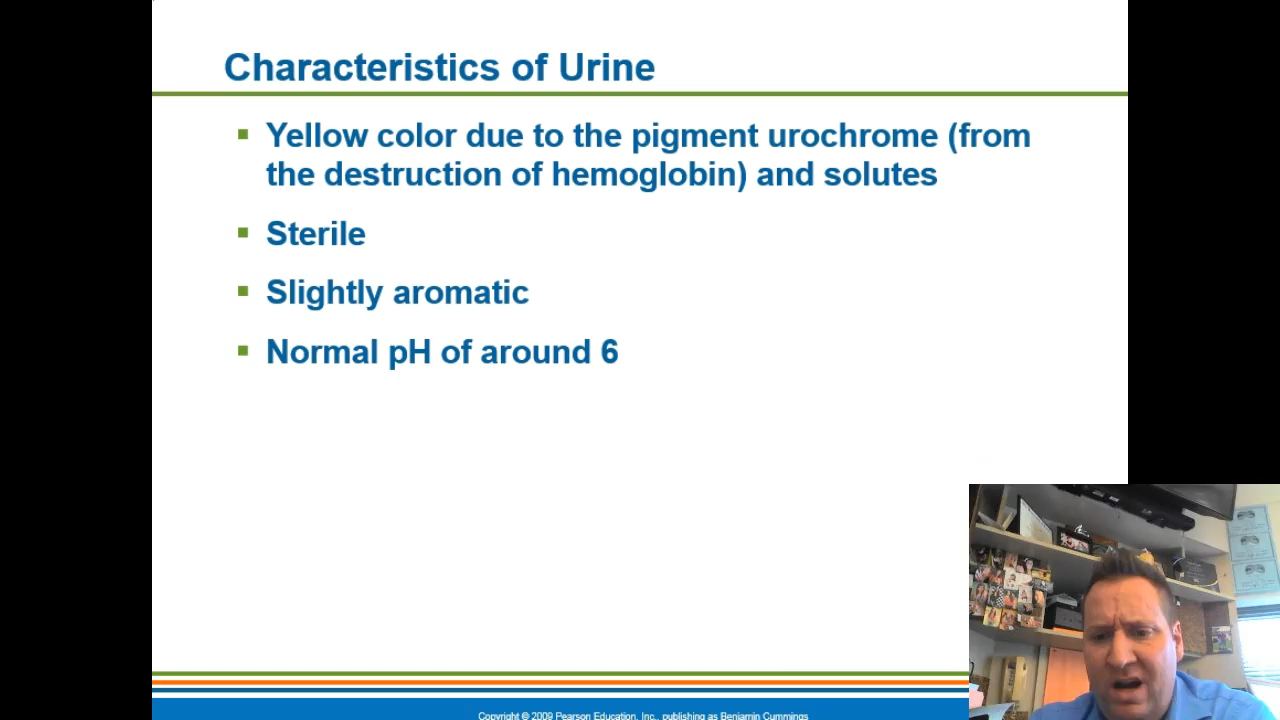 Characteristics of Urine
Yellow color due to the pigment urochrome (from
the destruction of hemoglobin) and solutes
Sterile
Slightly aromatic
Normal pH of around 6
Copyright © 2009 Pearson Education, Inc., publishing as Benjamin Cummings